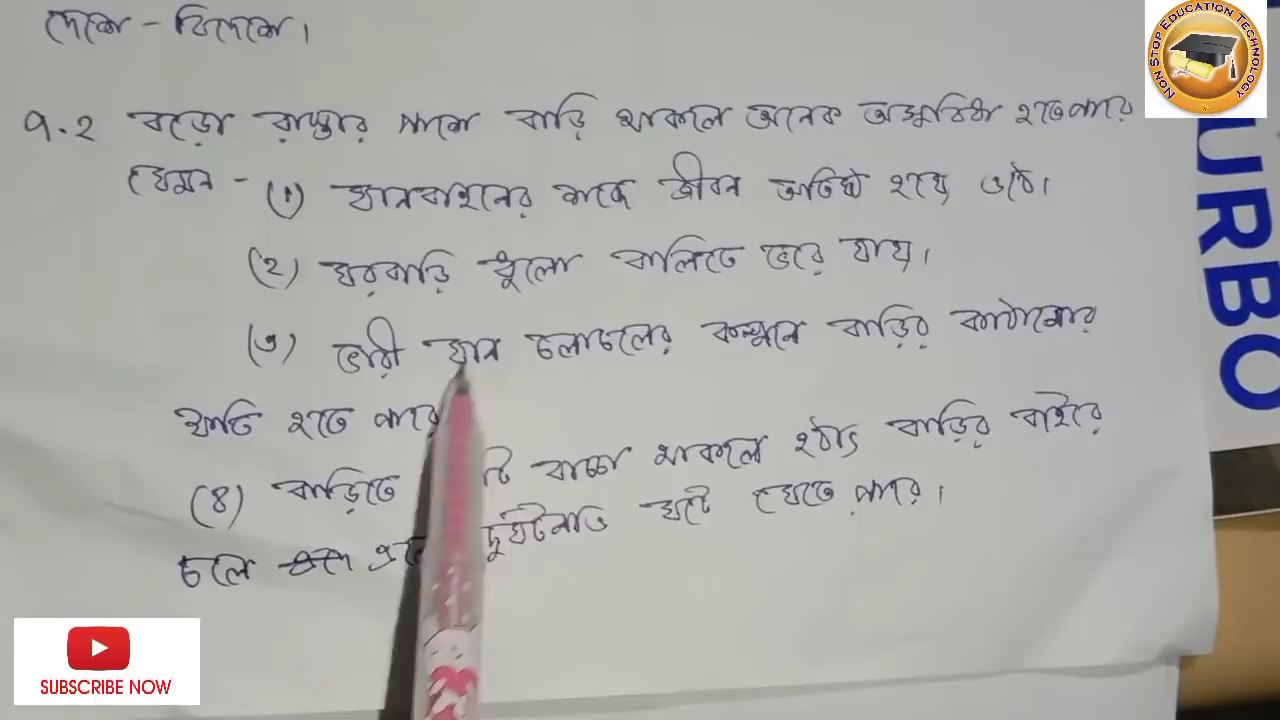 দেশে - বিদেশে।
৭.২ বড়ো রাস্তার পাশে বাড়ি থাকলে অনেক অসুবিধা হতে পারে
যেমন - (১) যানবাহনের শব্দে জীবন অতিষ্ঠ হয়ে ওঠে।
(২) ঘরবাড়ি ধুলো বালিতে ভরে যায়।
(৩) ভারী যান চলাচলের কম্পনে বাড়ির কাঠামোর
ক্ষতি হতে পারে
(৪) বাড়িতে বাচ্চা থাকলে হঠাৎ বাড়ির বাইরে
চলে দুর্ঘটনাও ঘটে যেতে পারে।
NON STOP EDUCATION TECHNOLOGY
URBO
SUBSCRIBE NOW